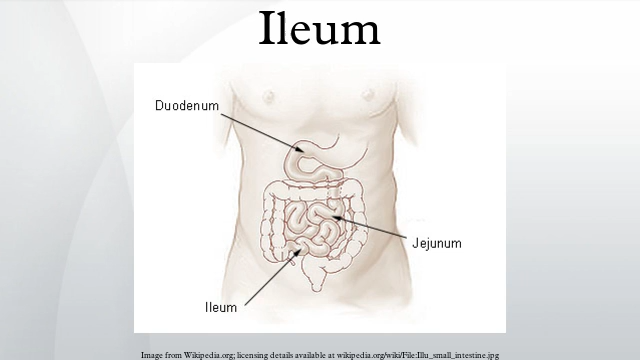 Ileum
Duodenum
Jejunum
Ileum
Image from Wikipedia.org; licensing details available at wikipedia.org/wiki/File:Illu_small_intestine.jpg